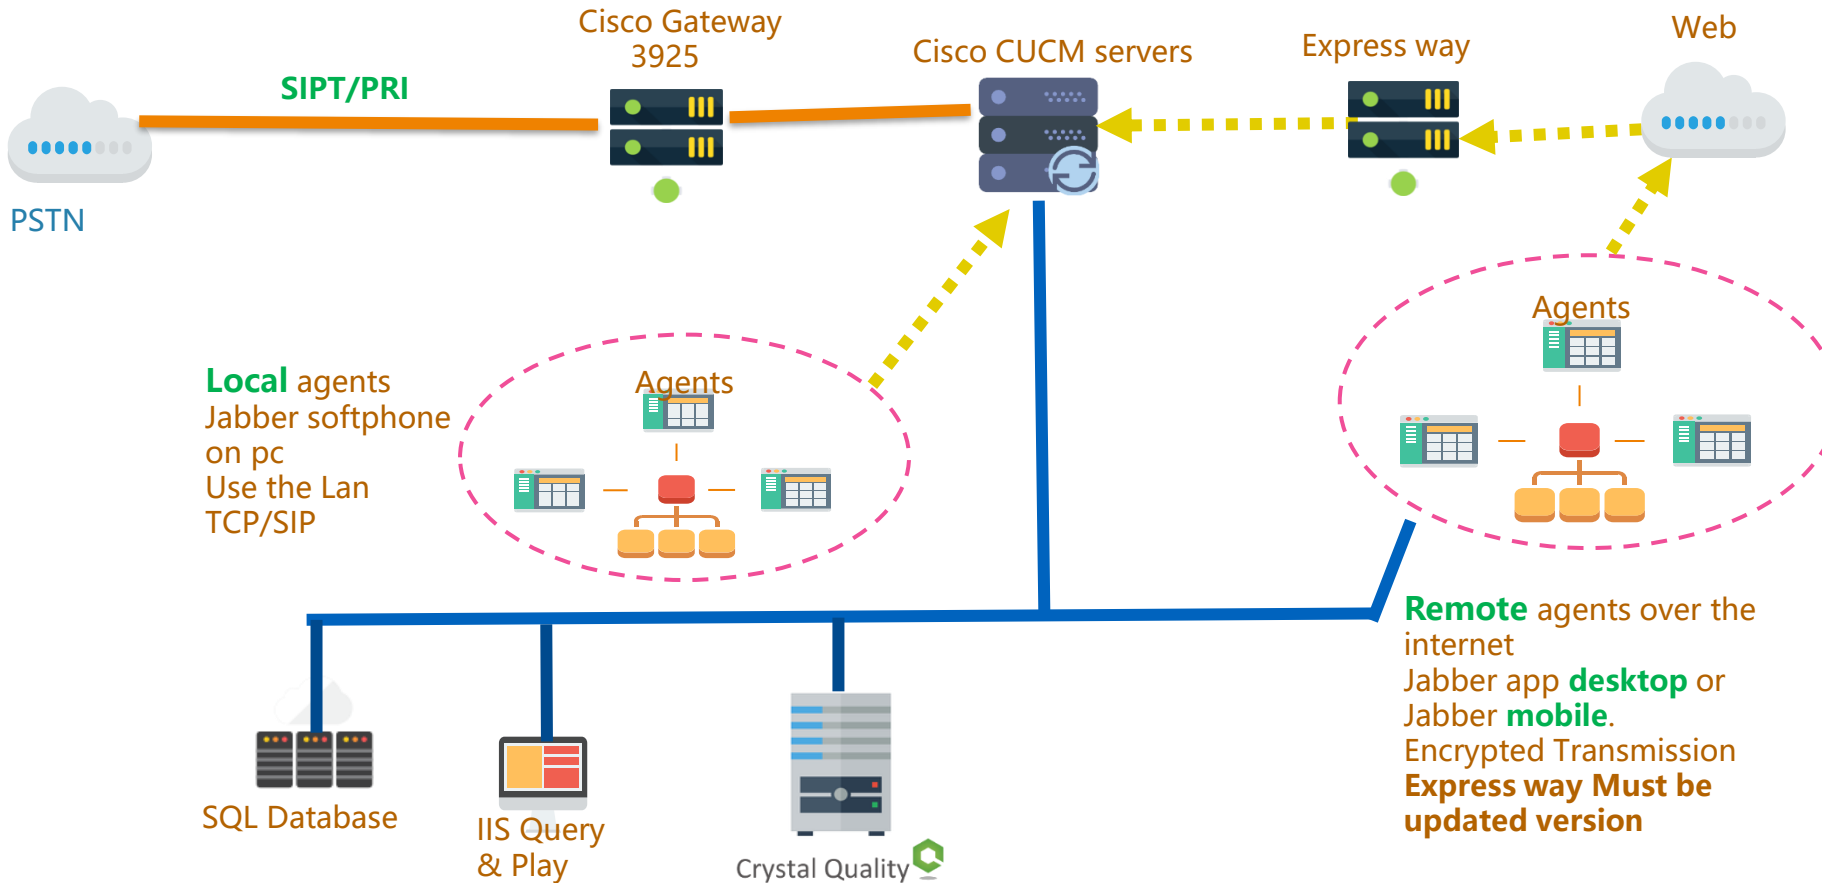 Cisco Gateway
3925
Cisco CUCM servers
Express way
Web
SIPT/PRI
PSTN
Local agents
Jabber softphone
on pc
Use the Lan
TCP/SIP
Agents
Agents
Remote agents over the
internet
Jabber app desktop or
Jabber mobile.
Encrypted Transmission
Express way Must be
updated version
SQL Database
IIS Query
& Play
Crystal Quality